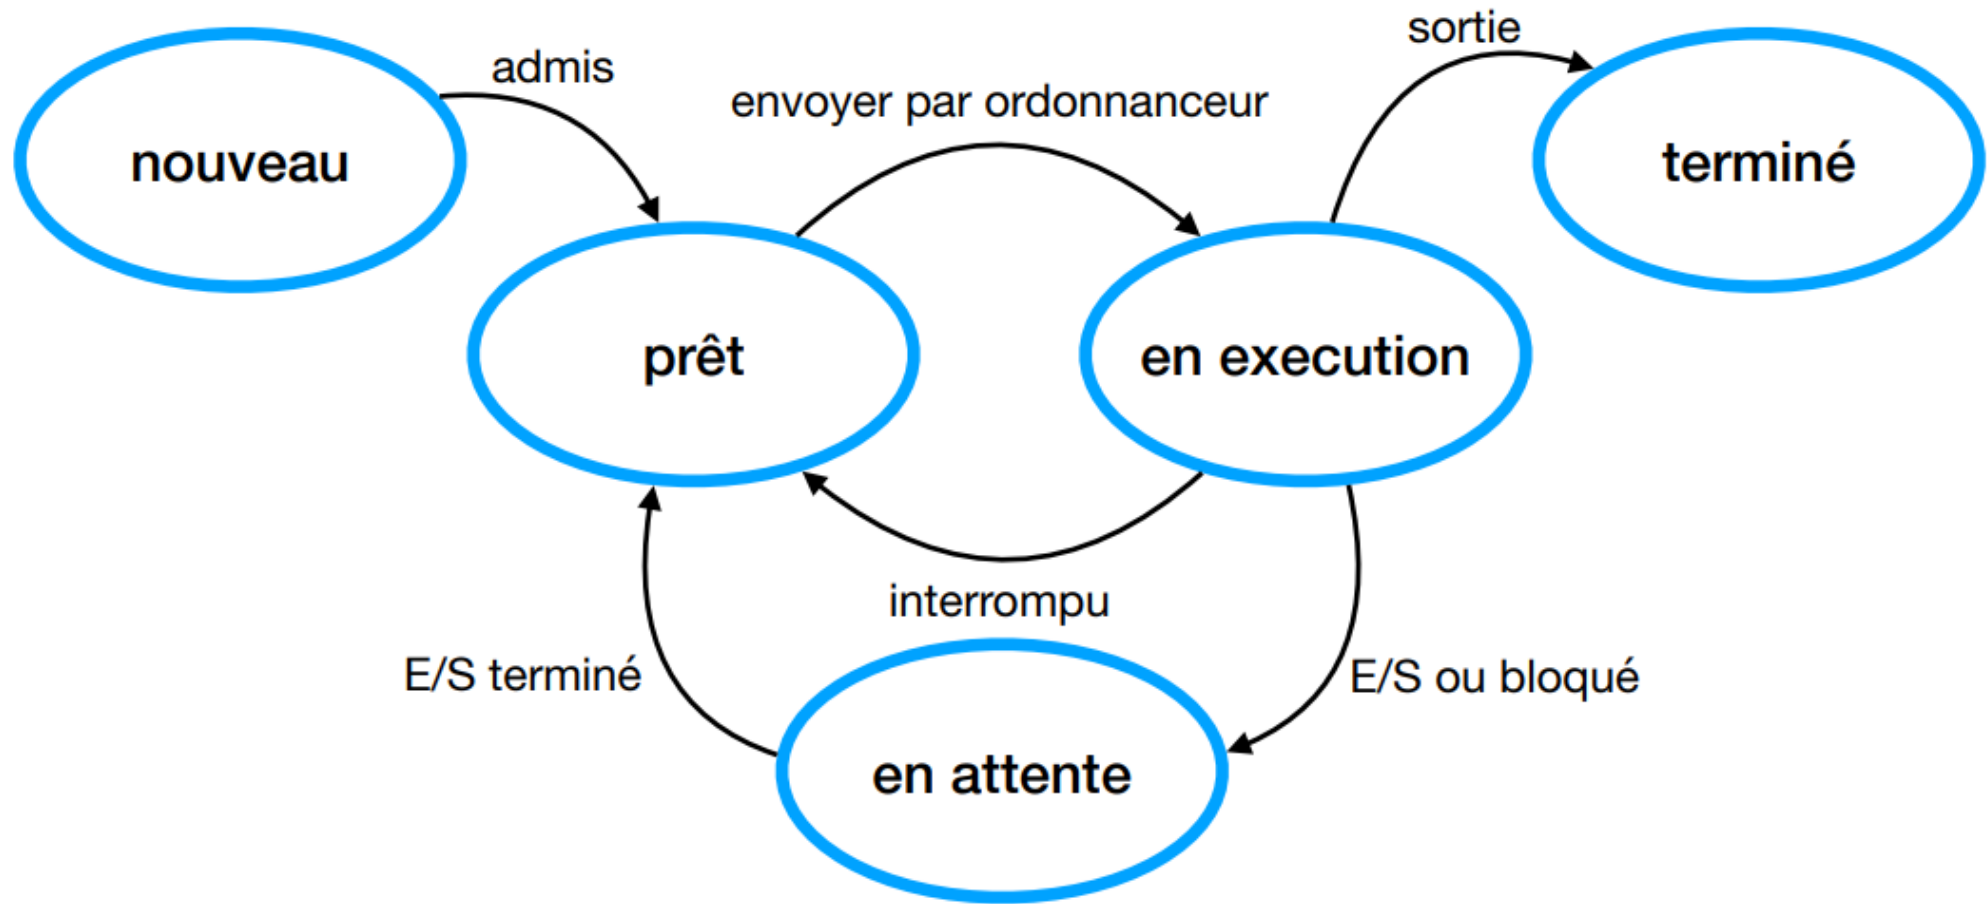 sortie
admis
envoyer par ordonnanceur
nouveau
terminé
prêt
en execution
interrompu
E/S terminé
E/S ou bloqué
en attente